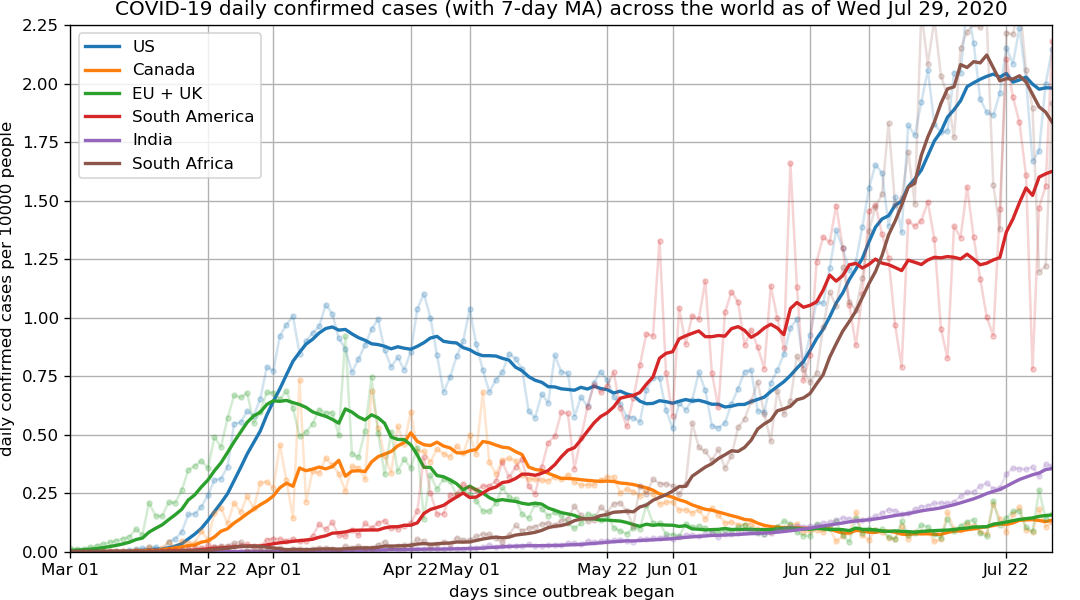 COVID-19 daily confirmed cases (with 7-day MA) across the world as of Wed Jul 29, 2020
daily confirmed cases per 10000 people
2.25
2.00
1.75
1.50
1.25
1.00
0.75
0.50
0.25
0.00
US
Canada
EU + UK
South America
India
South Africa
Mar 01 Mar 22 Apr 01 Apr 22 May 01 May 22 Jun 01 Jun 22 Jul 01 Jul 22
days since outbreak began